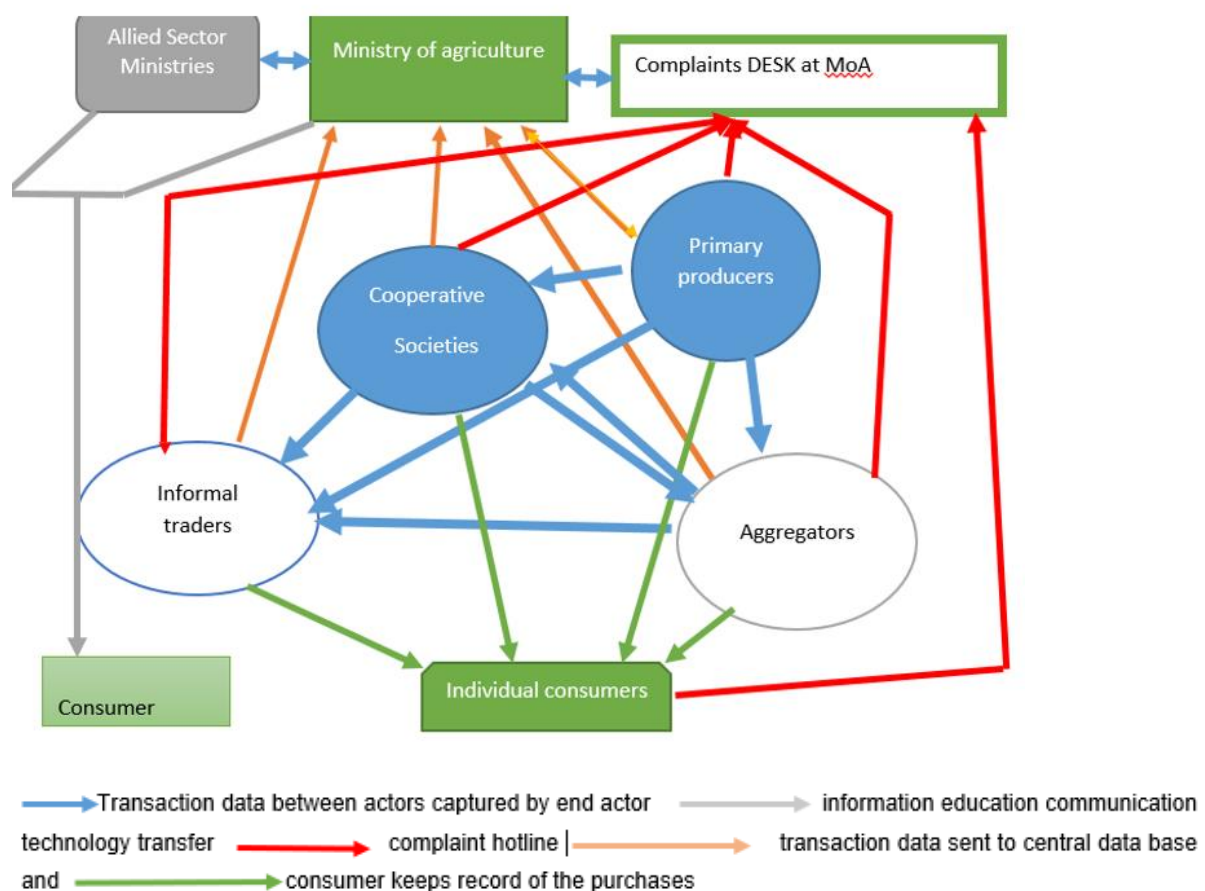 Allied Sector
Ministries
Ministry of agriculture
Complaints DESK at MoA
Primary
producers
Cooperative
Societies
Informal
traders
Aggregators
Individual consumers
Consumer
Transaction data between actors captured by end actor information education communication
technology transfer complaint hotline transaction data sent to central data base
and consumer keeps record of the purchases